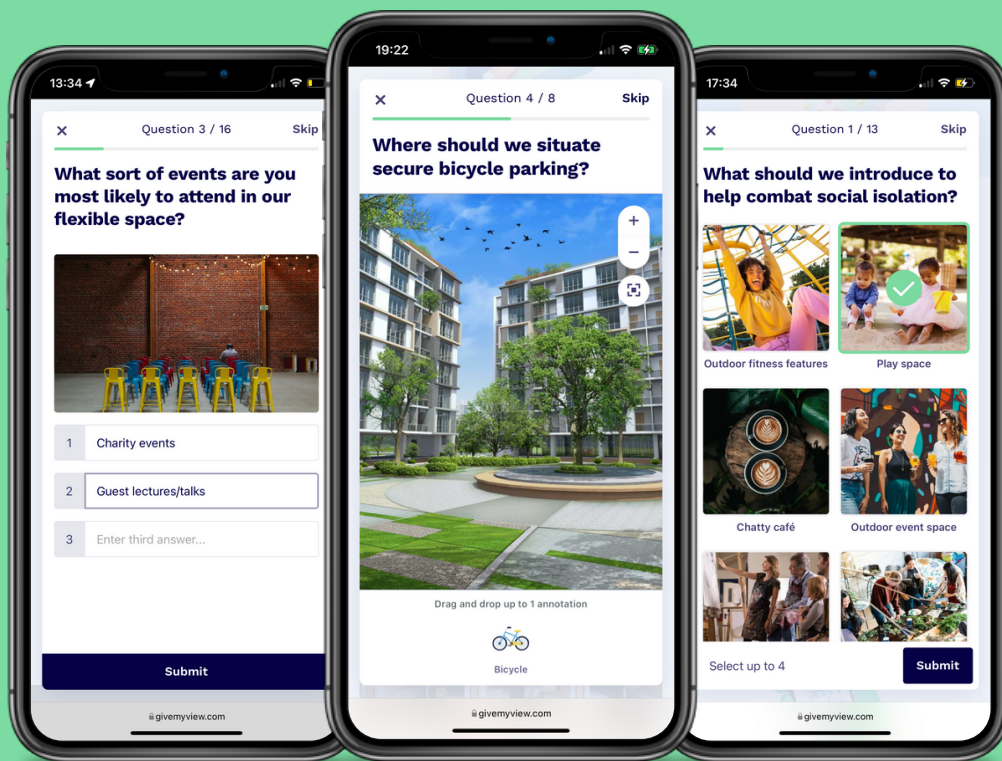 13:34
Question 3 / 16
Skip
What sort of events are you
most likely to attend in our
flexible space?
1 Charity events
2 Guest lectures/talks
3 Enter third answer...
Submit
givemyview.com
19:22
Question 4 / 8
Skip
Where should we situate
secure bicycle parking?
Drag and drop up to 1 annotation
Bicycle
givemyview.com
17:34
Question 1 / 13
Skip
What should we introduce to
help combat social isolation?
Outdoor fitness features
Play space
Chatty café
Outdoor event space
Select up to 4
Submit
givemyview.com